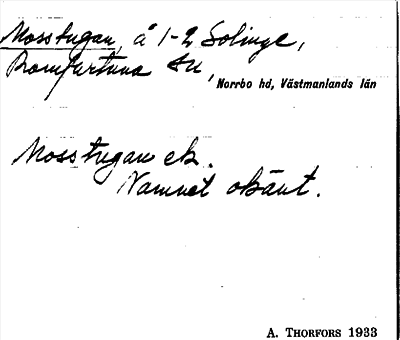 Mosstugan, å 1-2 Solinge,
Romfartuna sn,
Norrbo hd, Västmanlands län
Mosstugan ek.
Namnet okänt.
A. THORFORS 1933